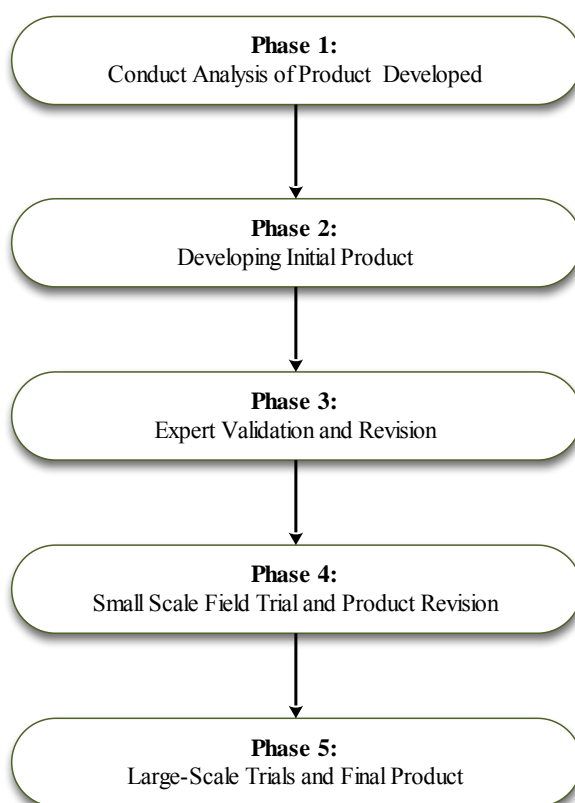 Phase 1:
Conduct Analysis of Product Developed
Phase 2:
Developing Initial Product
Phase 3:
Expert Validation and Revision
Phase 4:
Small Scale Field Trial and Product Revision
Phase 5:
Large-Scale Trials and Final Product